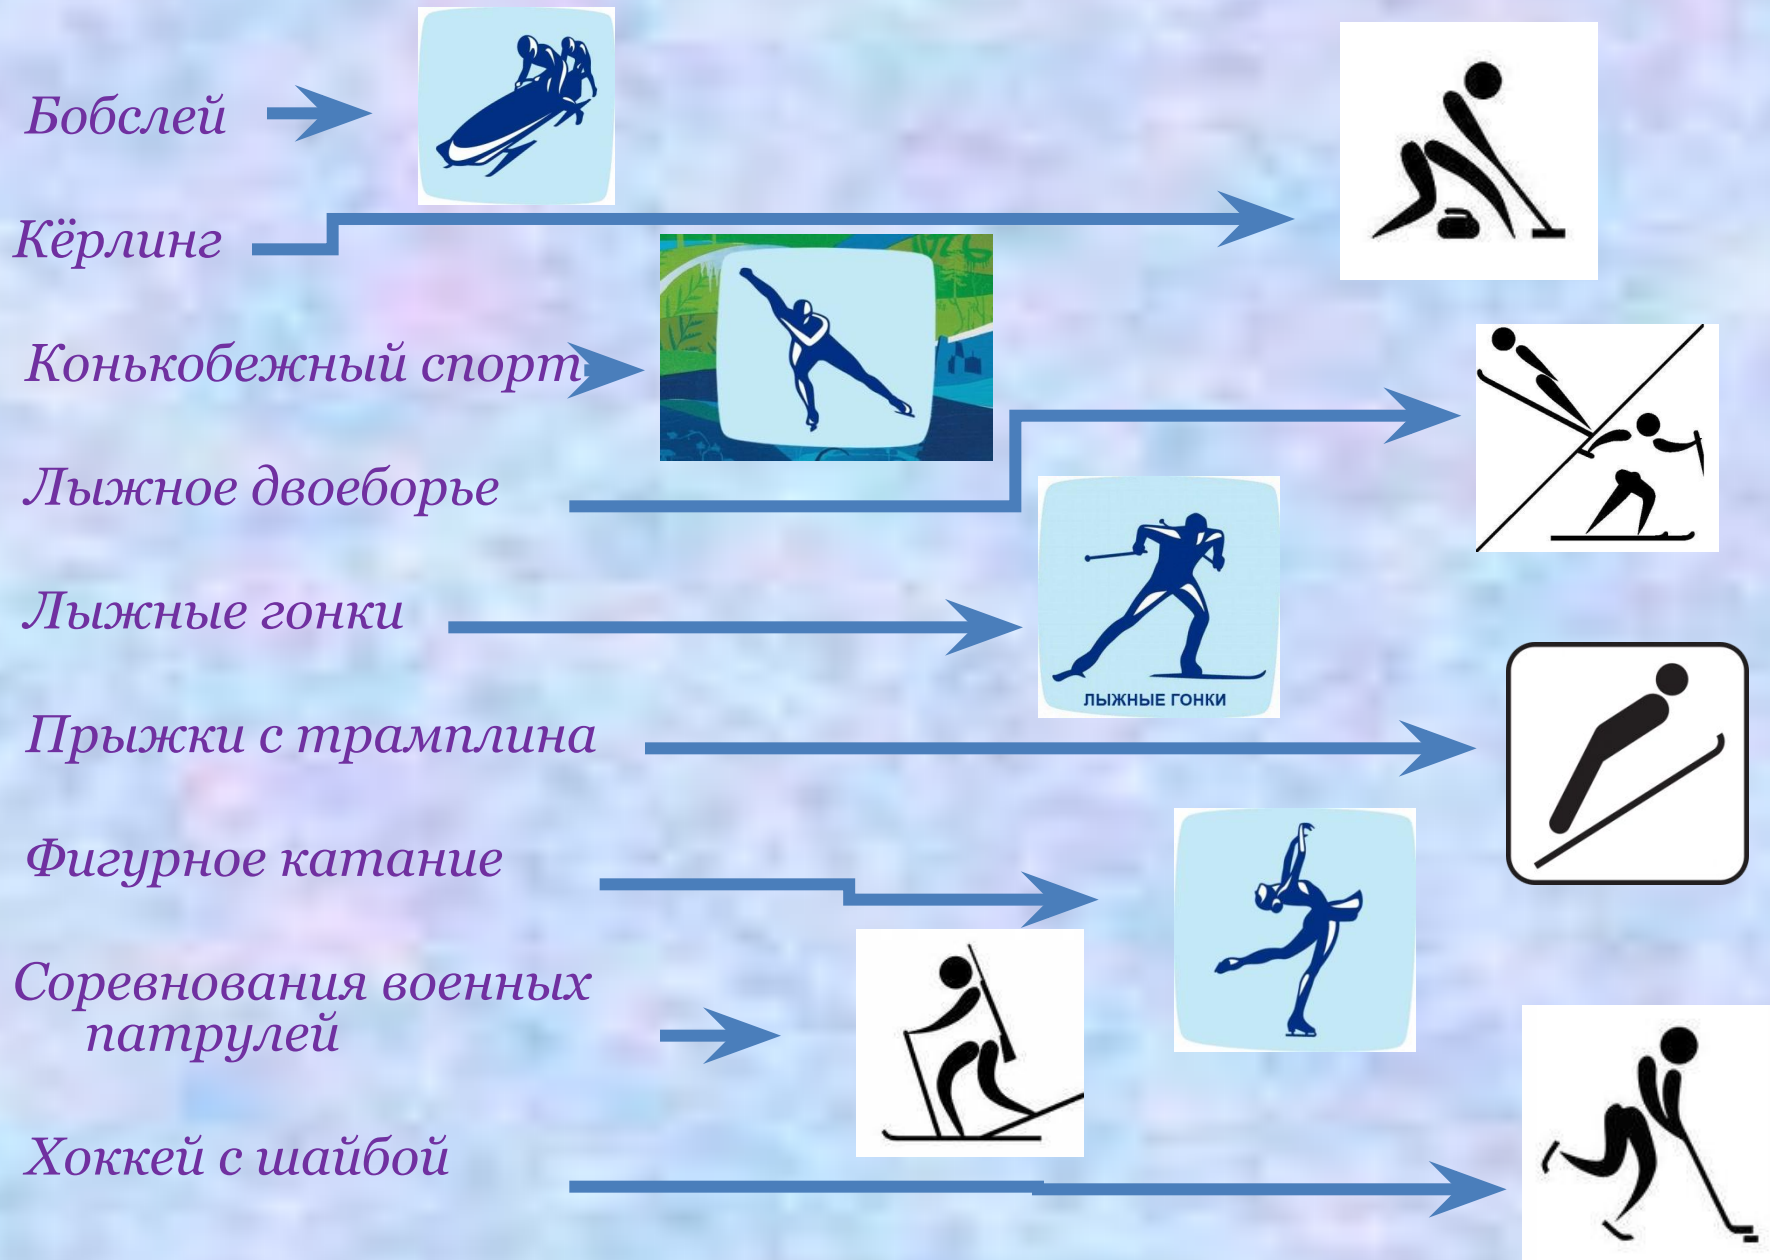 Бобслей
Кёрлинг
Конькобежный спорт
Лыжное двоеборье
Лыжные гонки
ЛЫЖНЫЕ ГОНКИ
Прыжки с трамплина
Фигурное катание
Соревнования военных
патрулей
Хоккей с шайбой